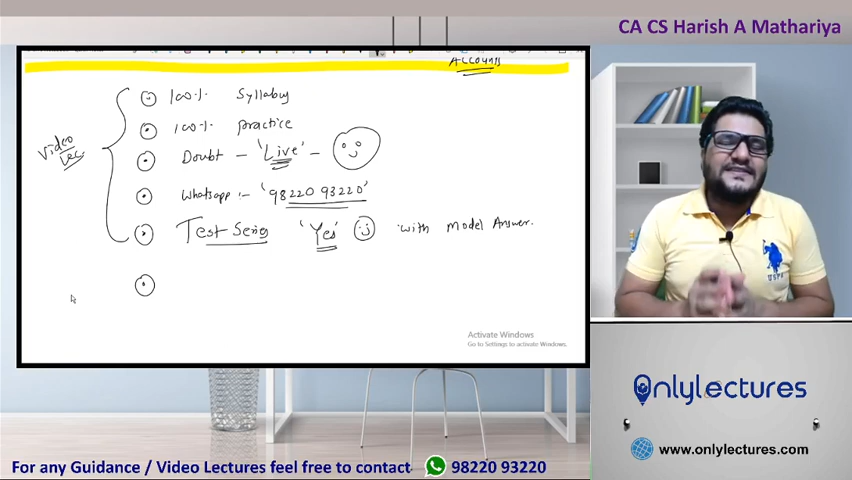 CA CS Harish A Mathariya
ACCOUNTS
Video Lec
100% Syllabus
100% Practice
Doubt - 'Live' -
Whatsapp :- '98220 93220'
Test Series 'Yes' with Model Answer.
Activate Windows
Go to Settings to activate Windows.
USPA
Onlylectures
www.onlylectures.com
For any Guidance / Video Lectures feel free to contact 98220 93220